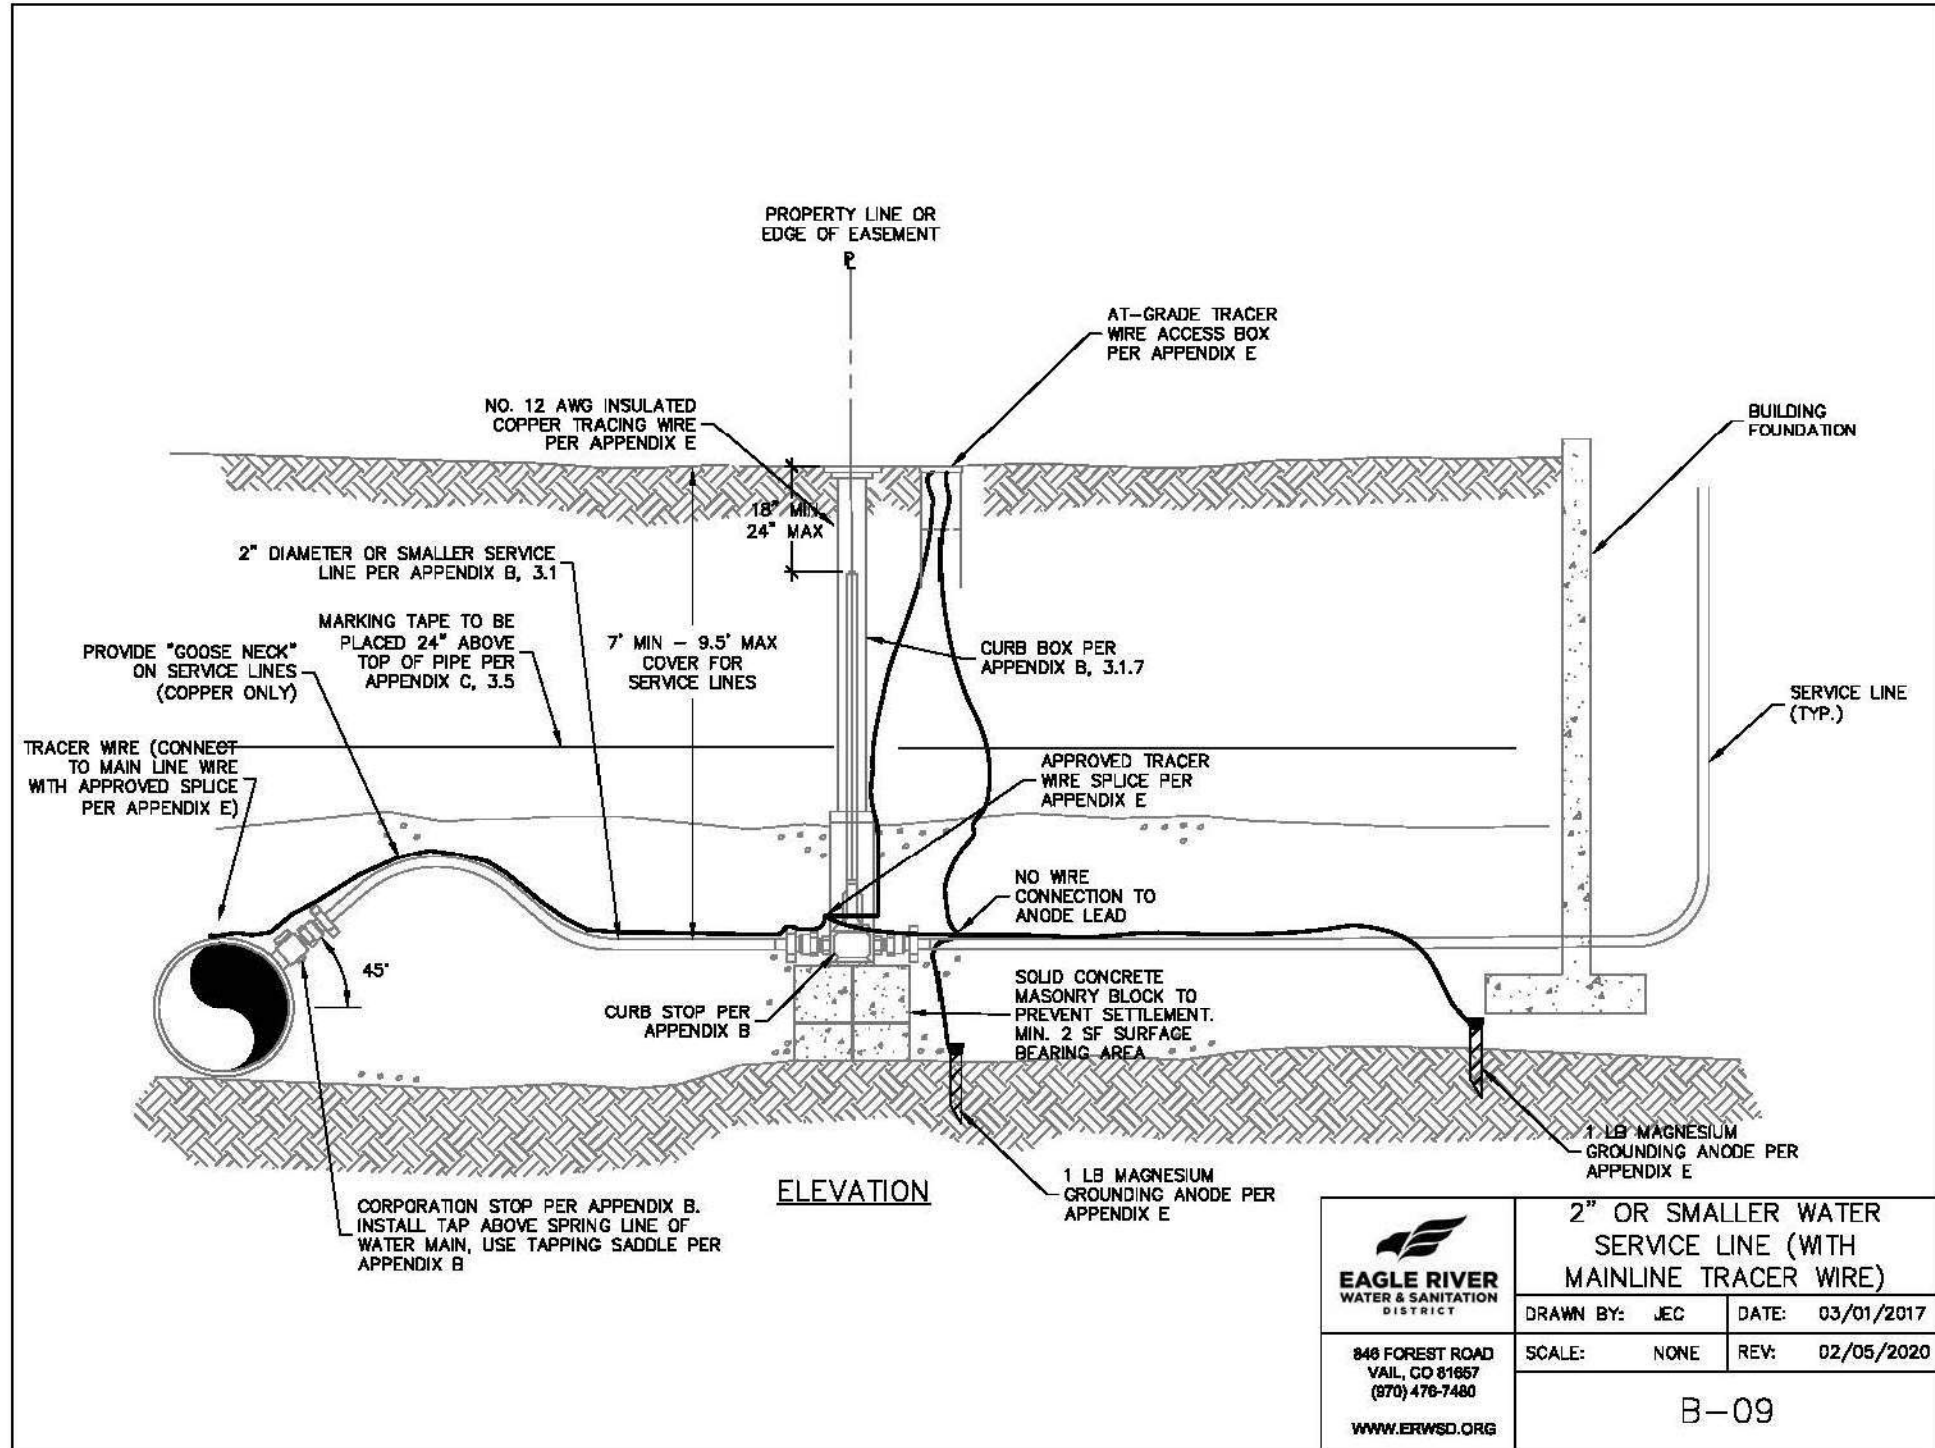 PROPERTY LINE OR
EDGE OF EASEMENT
AT-GRADE TRACER
WIRE ACCESS BOX
PER APPENDIX E
NO. 12 AWG INSULATED
COPPER TRACING WIRE
PER APPENDIX E
BUILDING
FOUNDATION
18" MIN
24" MAX
2" DIAMETER OR SMALLER SERVICE
LINE PER APPENDIX B, 3.1
MARKING TAPE TO BE
PLACED 24" ABOVE
TOP OF PIPE PER
APPENDIX C, 3.5
7' MIN - 9.5' MAX
COVER FOR
SERVICE LINES
CURB BOX PER
APPENDIX B, 3.1.7
PROVIDE "GOOSE NECK"
ON SERVICE LINES
(COPPER ONLY)
SERVICE LINE
(TYP.)
TRACER WIRE (CONNECT
TO MAIN LINE WIRE
WITH APPROVED SPLICE
PER APPENDIX E)
APPROVED TRACER
WIRE SPLICE PER
APPENDIX E
NO WIRE
CONNECTION TO
ANODE LEAD
45°
CURB STOP PER
APPENDIX B
SOLID CONCRETE
MASONRY BLOCK TO
PREVENT SETTLEMENT.
MIN. 2 SF SURFAGE
BEARING AREA
1 LB MAGNESIUM
GROUNDING ANODE PER
APPENDIX E
1 LB MAGNESIUM
GROUNDING ANODE PER
APPENDIX E
CORPORATION STOP PER APPENDIX B.
INSTALL TAP ABOVE SPRING LINE OF
WATER MAIN, USE TAPPING SADDLE PER
APPENDIX B
ELEVATION
EAGLE RIVER
WATER & SANITATION
DISTRICT
846 FOREST ROAD
VAIL, CO 81657
(970) 476-7480
WWW.ERWSD.ORG
2" OR SMALLER WATER
SERVICE LINE (WITH
MAINLINE TRACER WIRE)
DRAWN BY: JEC DATE: 03/01/2017
SCALE: NONE REV: 02/05/2020
B-09